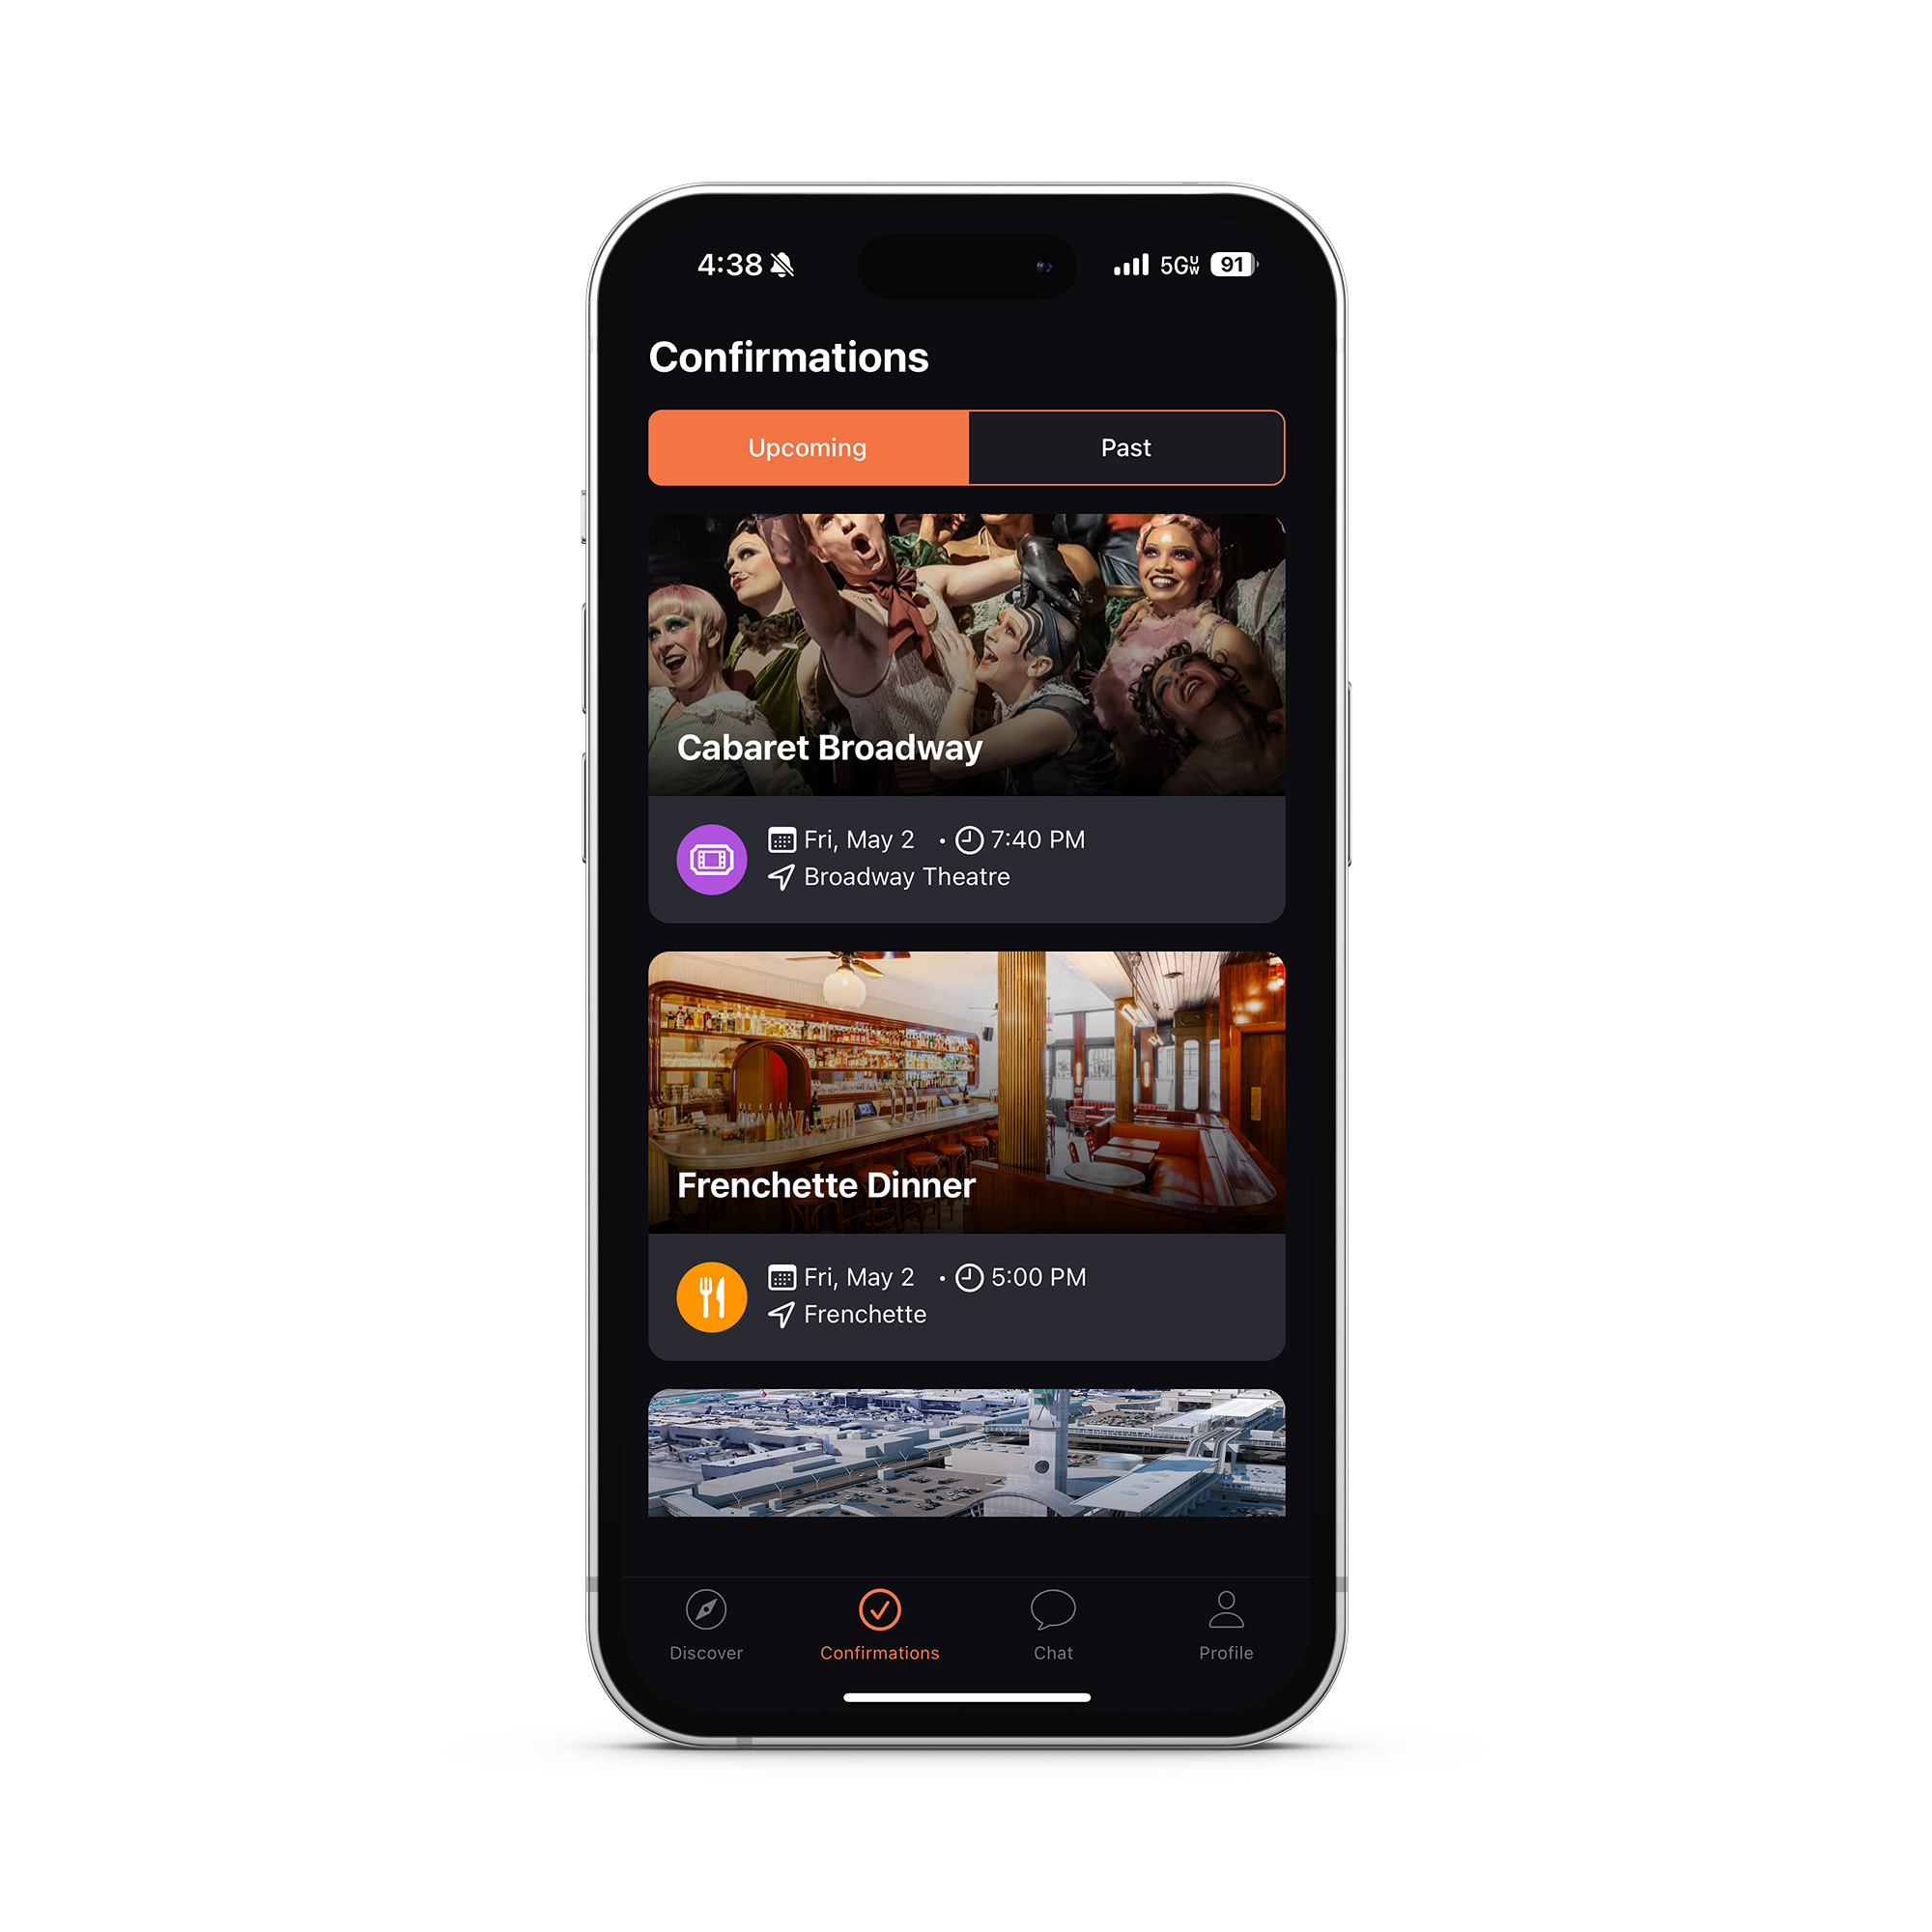 4:38
5G UW
91
Confirmations
Upcoming
Past
Cabaret Broadway
Fri, May 2 • 7:40 PM
Broadway Theatre
Frenchette Dinner
Fri, May 2 • 5:00 PM
Frenchette
Discover
Confirmations
Chat
Profile